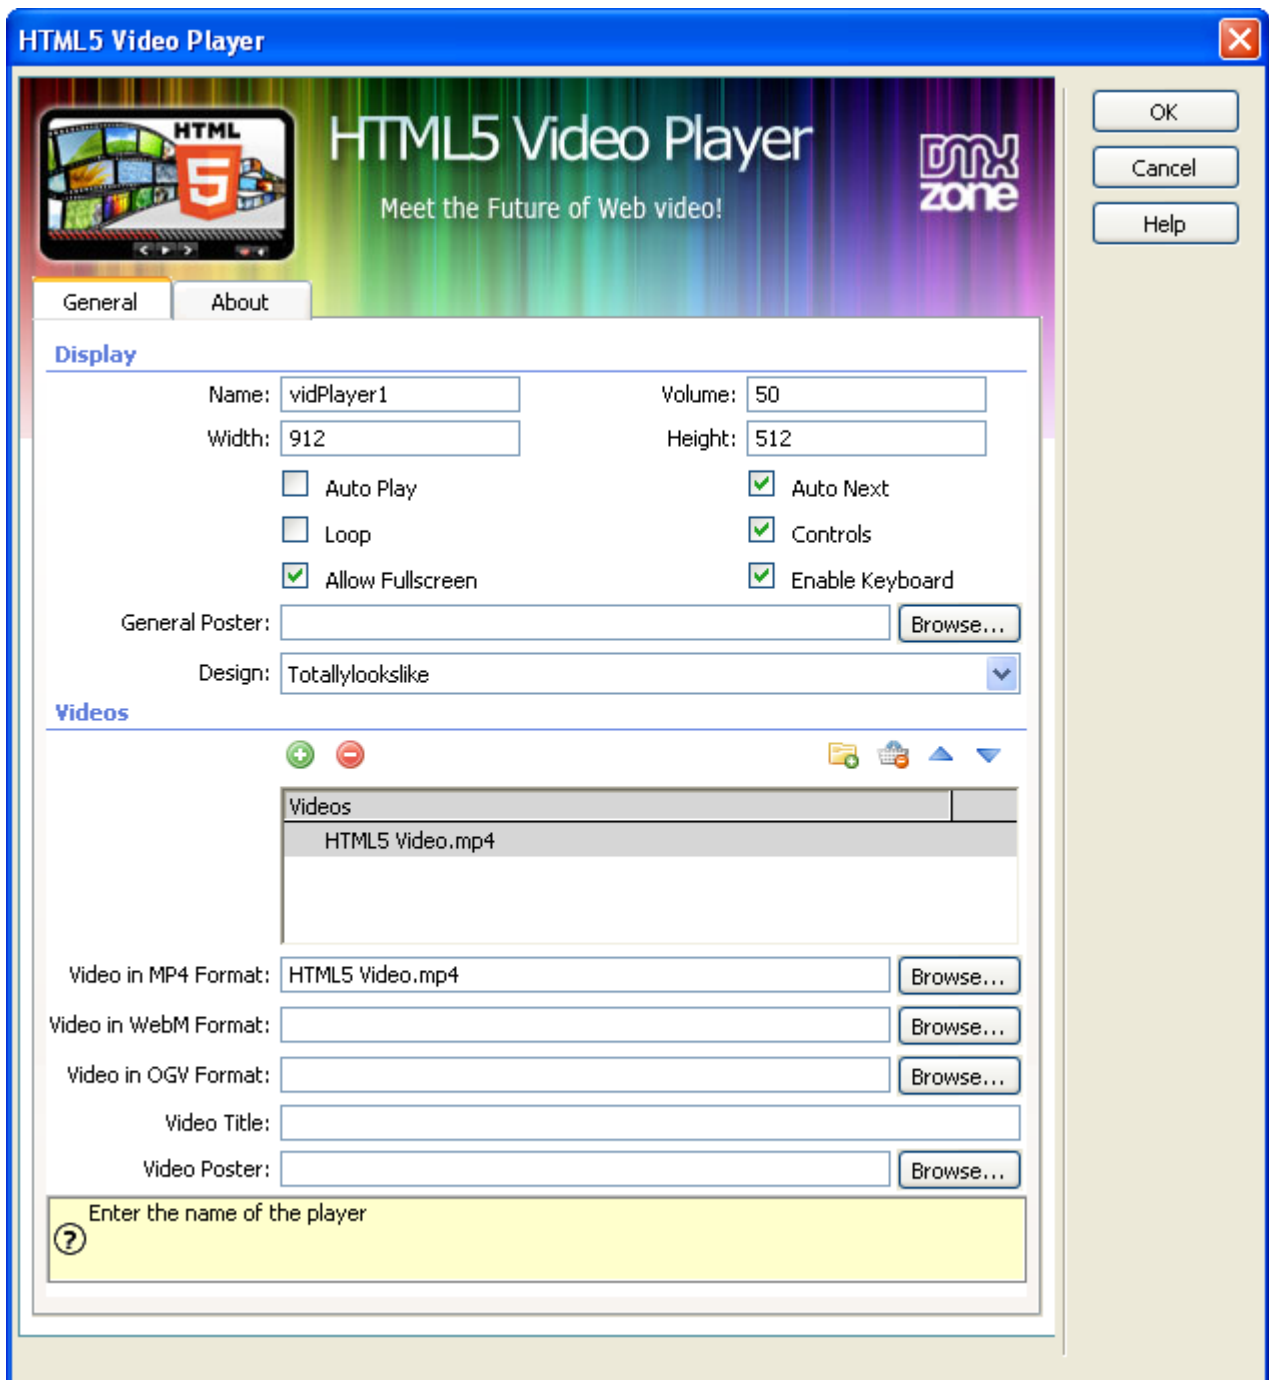 HTML5 Video Player
HTML
5
HTML5 Video Player
Meet the Future of Web video!
DMX
zone
OK
Cancel
Help
General About
Display
Name: vidPlayer1 Volume: 50
Width: 912 Height: 512
Auto Play Auto Next
Loop Controls
Allow Fullscreen Enable Keyboard
General Poster: Browse...
Design: Totallylookslike
Videos
Videos
HTML5 Video.mp4
Video in MP4 Format: HTML5 Video.mp4 Browse...
Video in WebM Format: Browse...
Video in OGV Format: Browse...
Video Title:
Video Poster: Browse...
Enter the name of the player
?